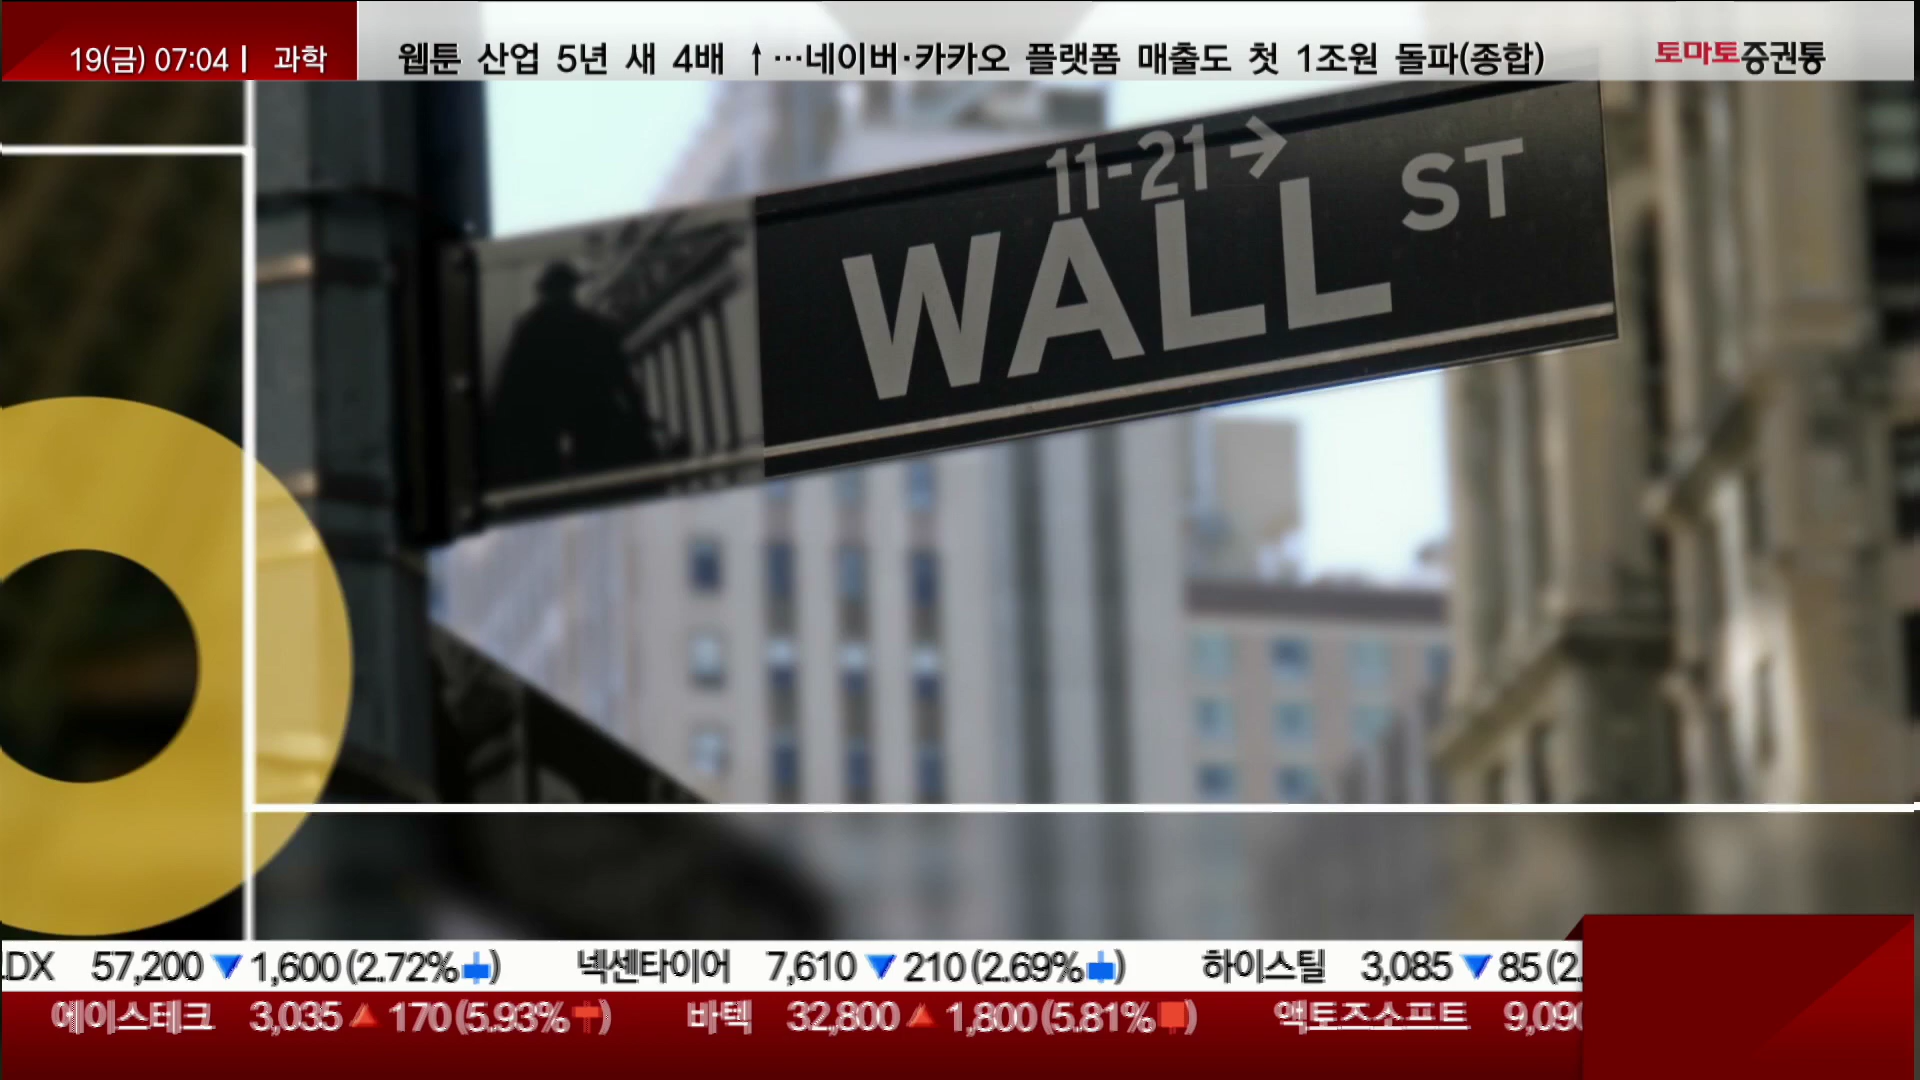 19(금) 07:04 | 과학 웹툰 산업 5년 새 4배 ↑…네이버·카카오 플랫폼 매출도 첫 1조원 돌파(종합) 토마토증권통
11-21→
WALL ST
DX 57,200▼1,600(2.72%) 넥센타이어 7,610▼210(2.69%) 하이스틸 3,085▼85(2.
에이스테크 3,035▲170(5.93%) 바텍 32,800▲1,800(5.81%) 액토즈소프트 9,090